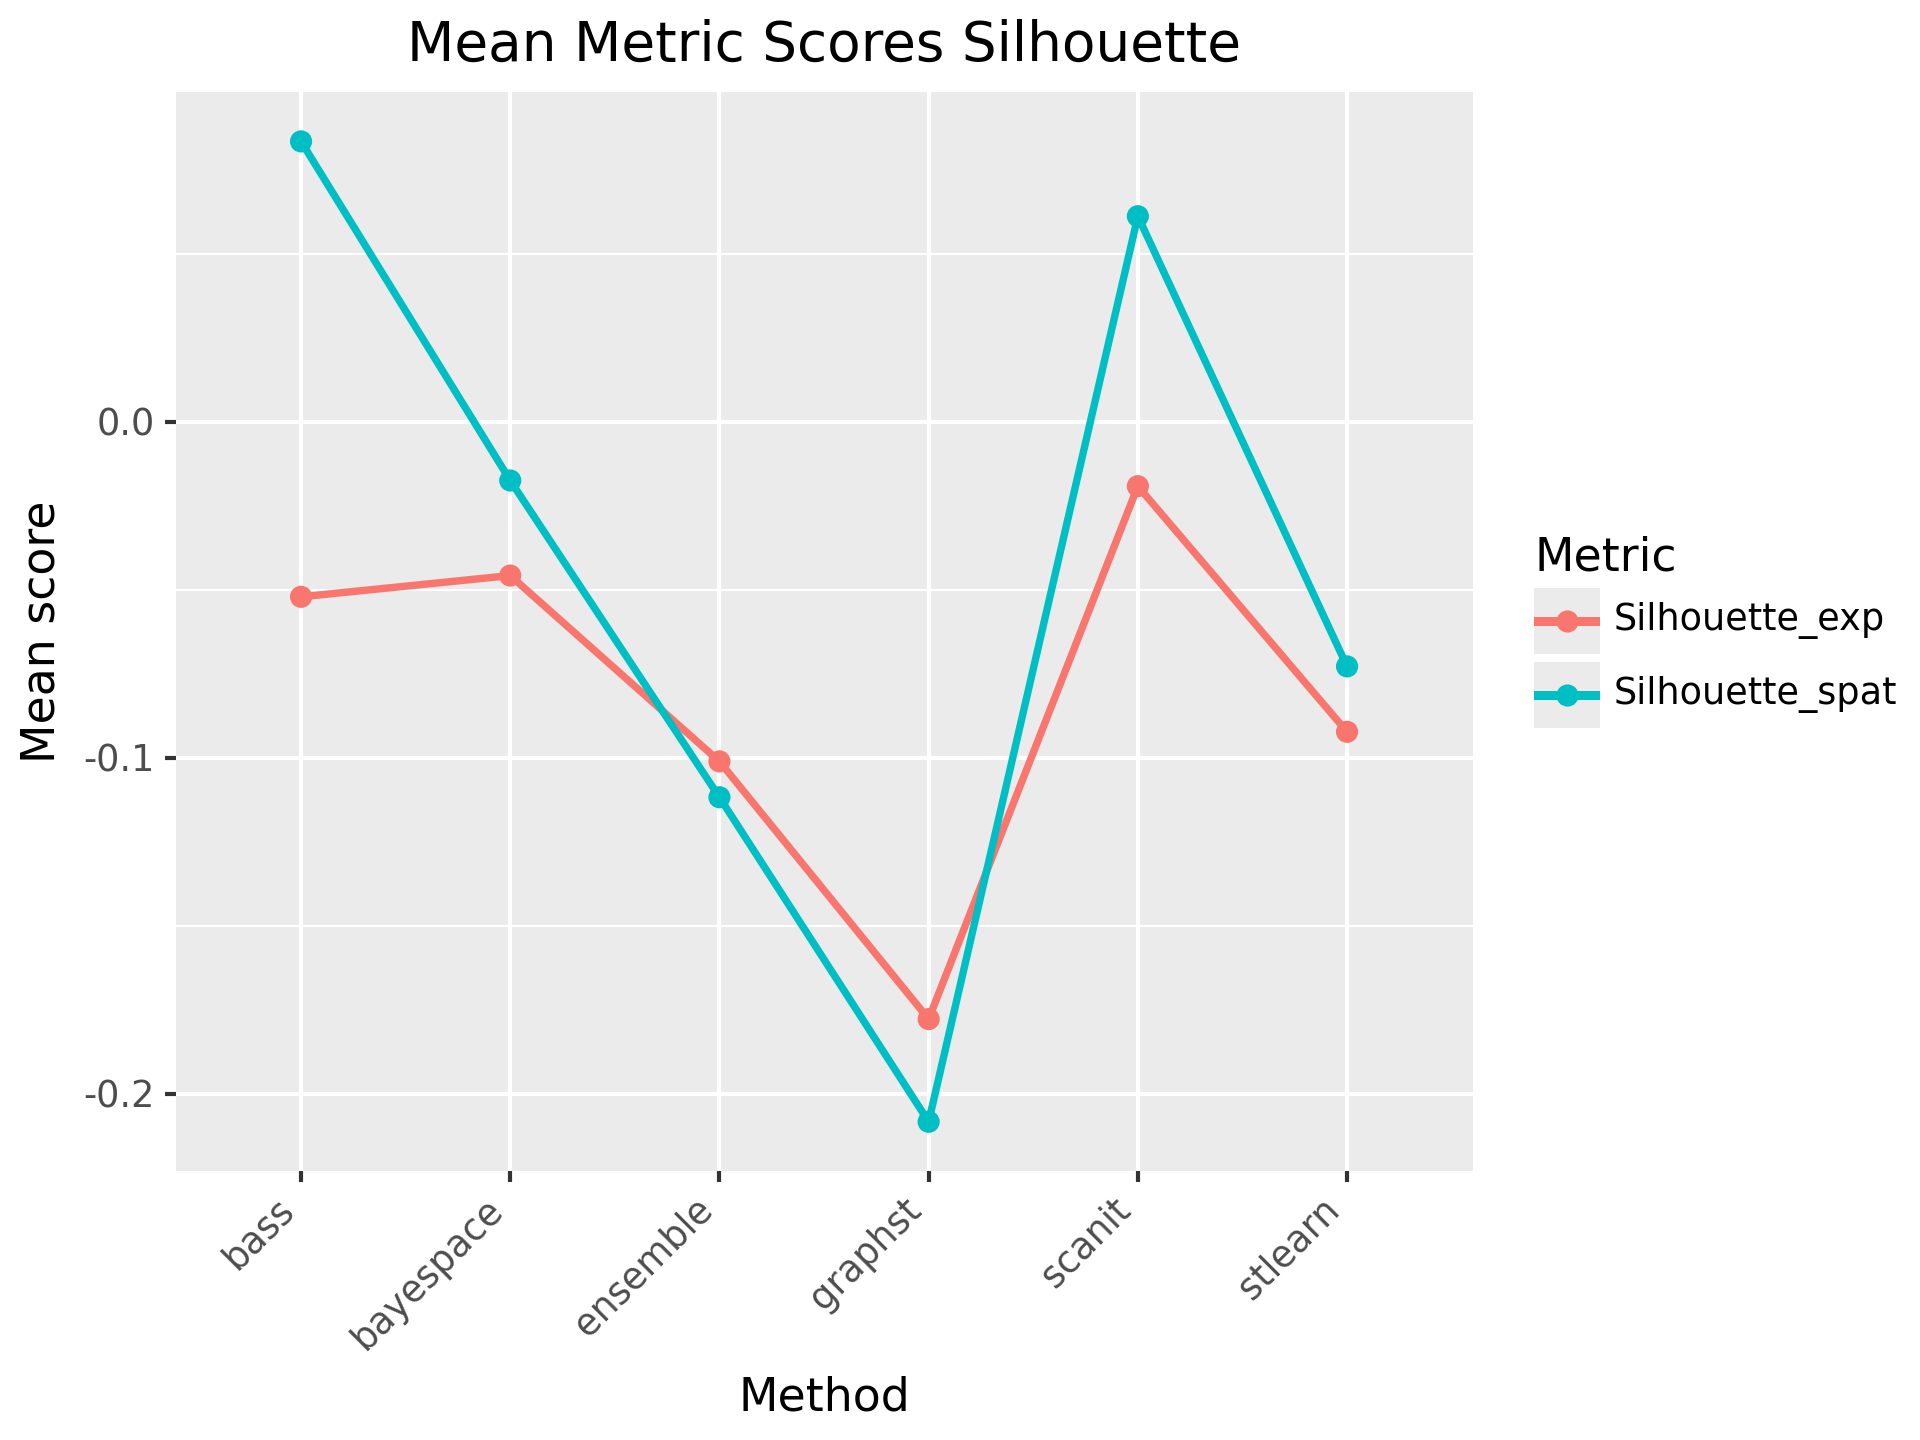 Mean Metric Scores Silhouette
Mean score
0.0
-0.1
-0.2
bass
bayespace
ensemble
graphst
scanit
stlearn
Method
Metric
Silhouette_exp
Silhouette_spat